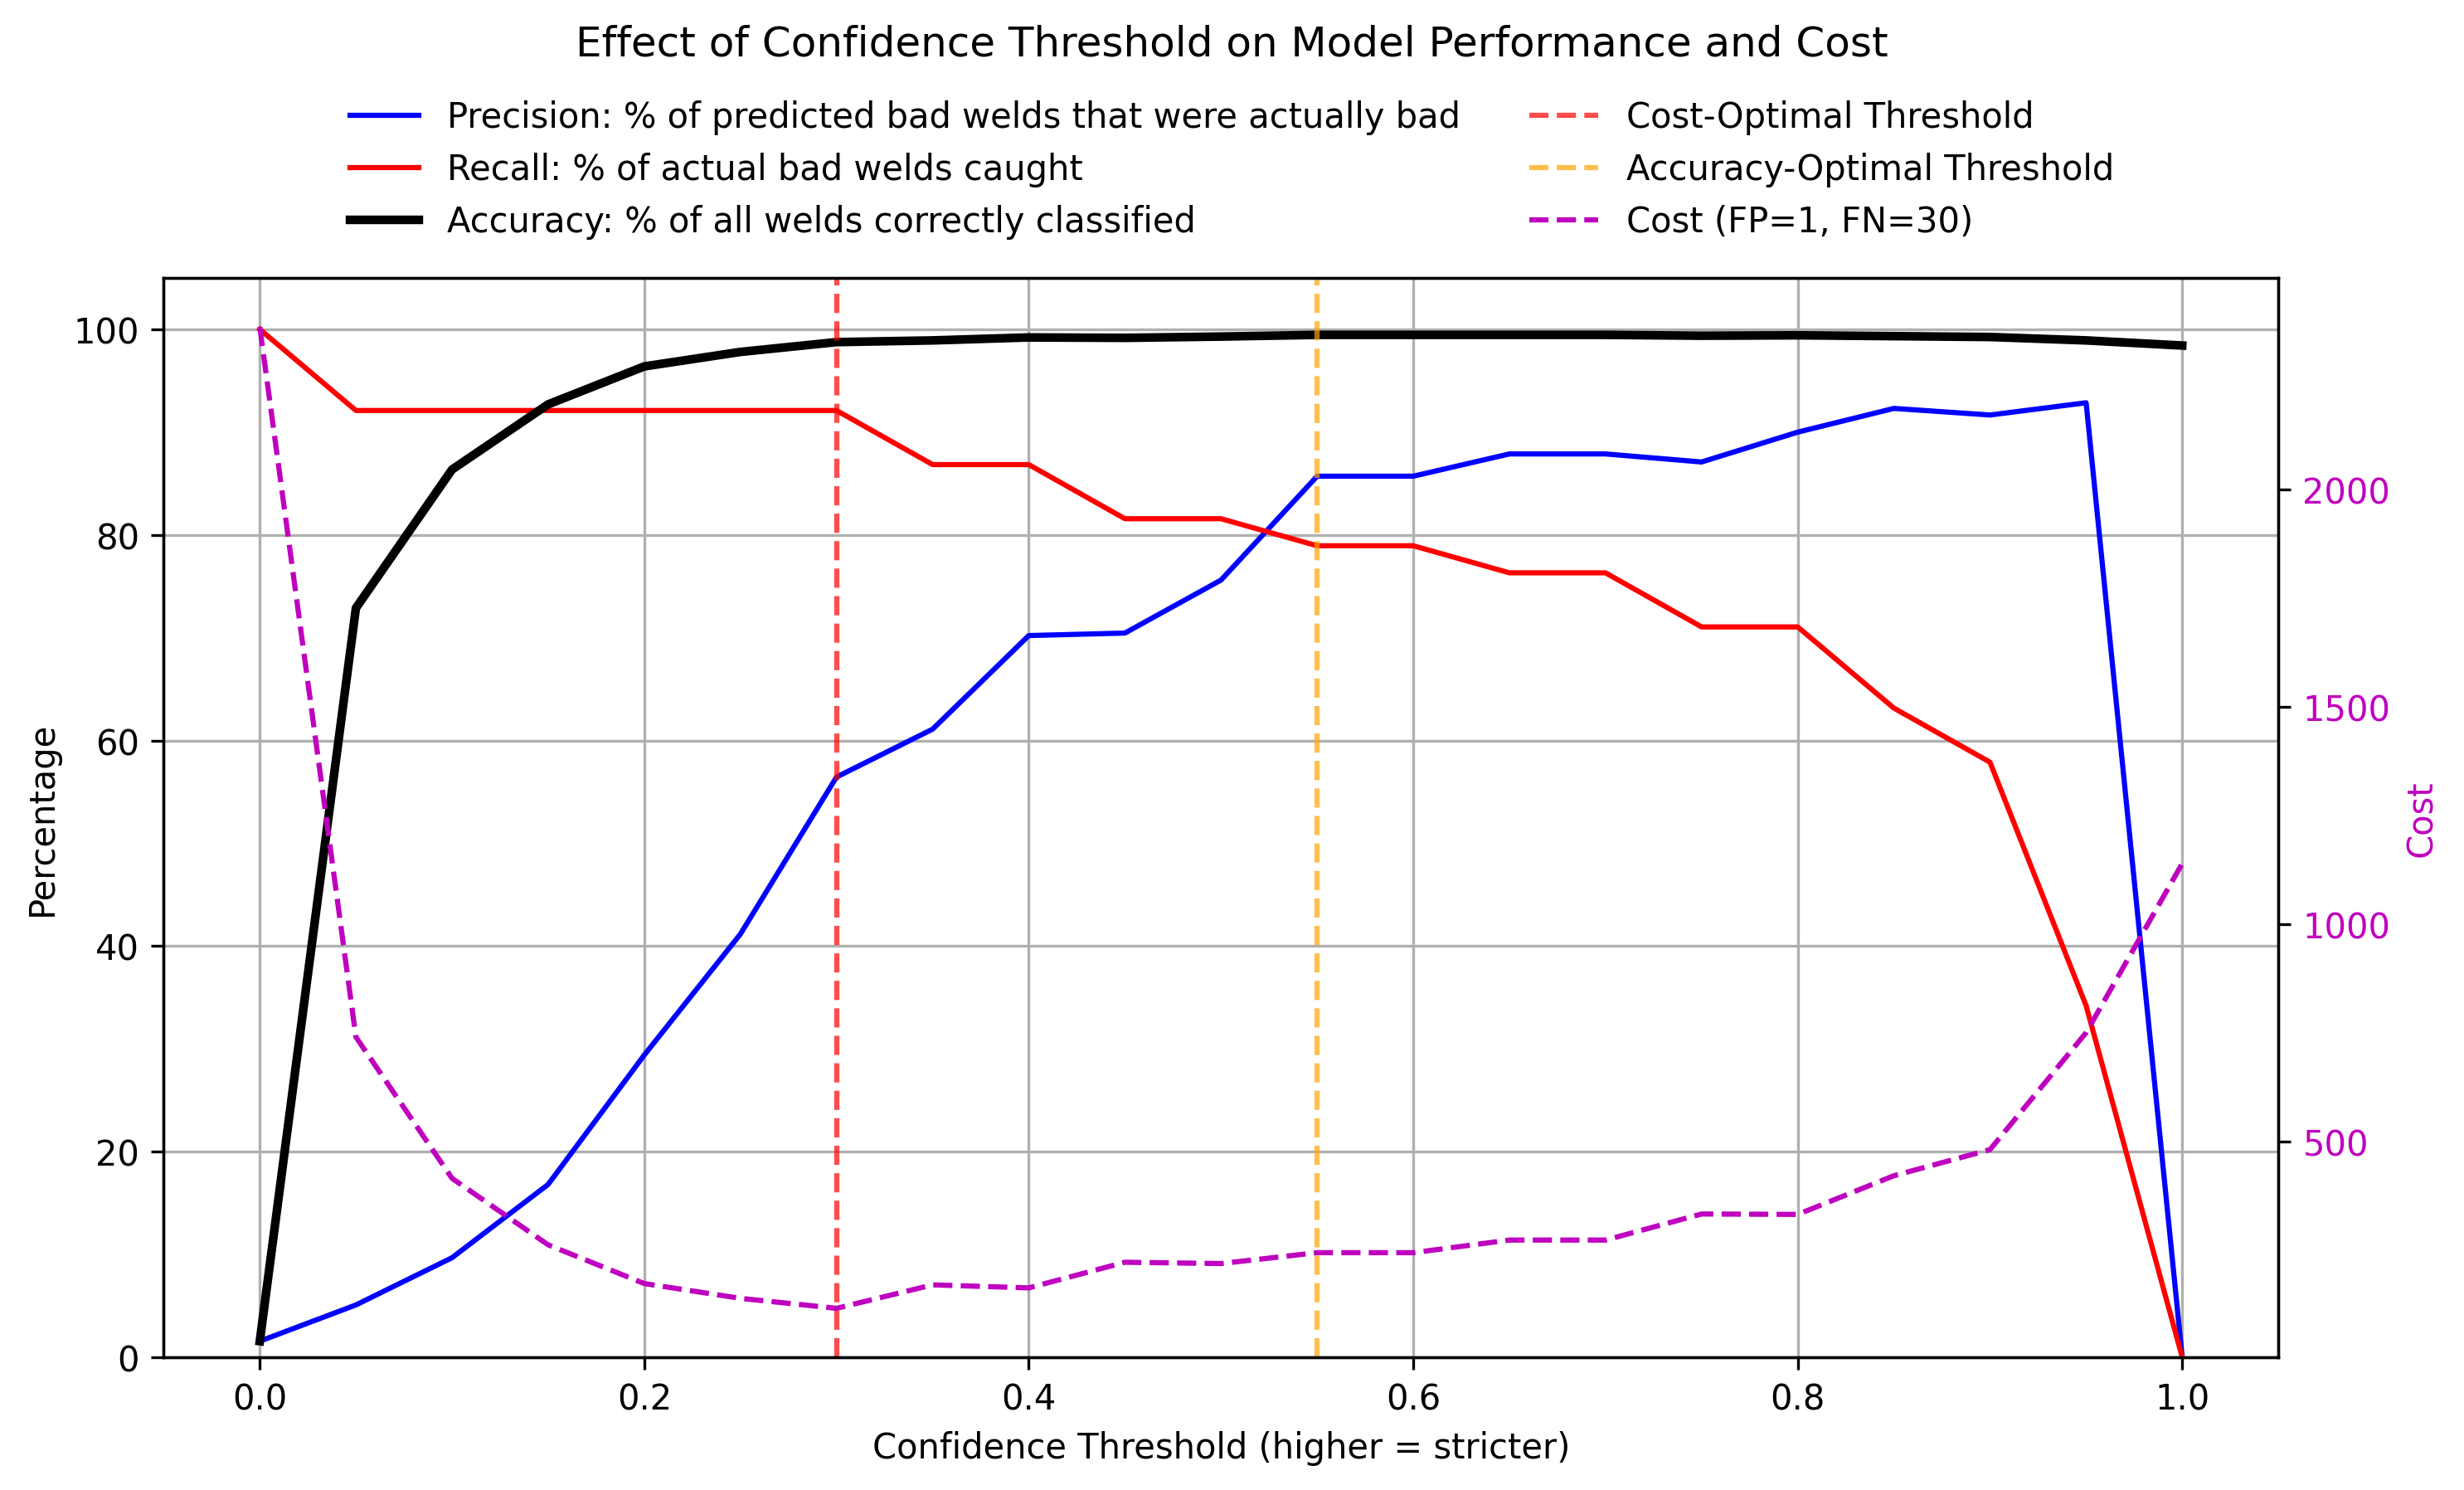 Effect of Confidence Threshold on Model Performance and Cost
Precision: % of predicted bad welds that were actually bad
Recall: % of actual bad welds caught
Accuracy: % of all welds correctly classified
Cost-Optimal Threshold
Accuracy-Optimal Threshold
Cost (FP=1, FN=30)
Percentage
100
80
60
40
20
0
2000
1500
1000
500
Cost
0.0 0.2 0.4 0.6 0.8 1.0
Confidence Threshold (higher = stricter)